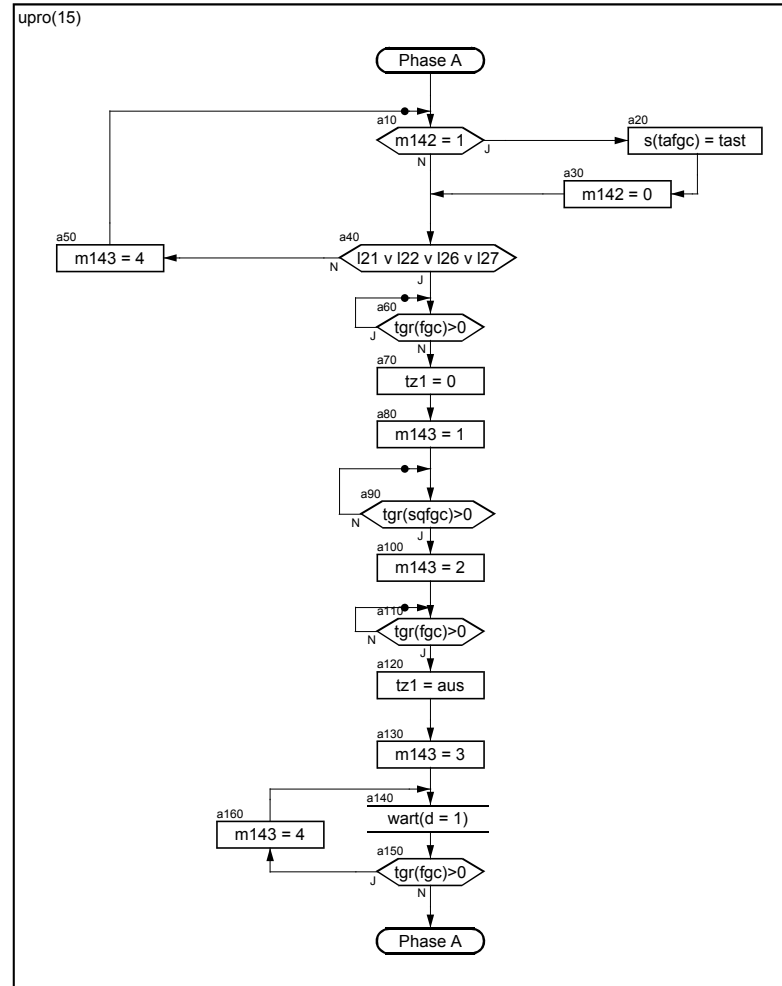 upro(15)
Phase A
a10
m142 = 1
J
N
a20
s(tafgc) = tast
a30
m142 = 0
a50
m143 = 4
a40
l21 v l22 v l26 v l27
N
J
a60
tgr(fgc)>0
J
N
a70
tz1 = 0
a80
m143 = 1
a90
tgr(sqfgc)>0
N
J
a100
m143 = 2
a110
tgr(fgc)>0
N
J
a120
tz1 = aus
a130
m143 = 3
a140
wart(d = 1)
a160
m143 = 4
a150
tgr(fgc)>0
J
N
Phase A